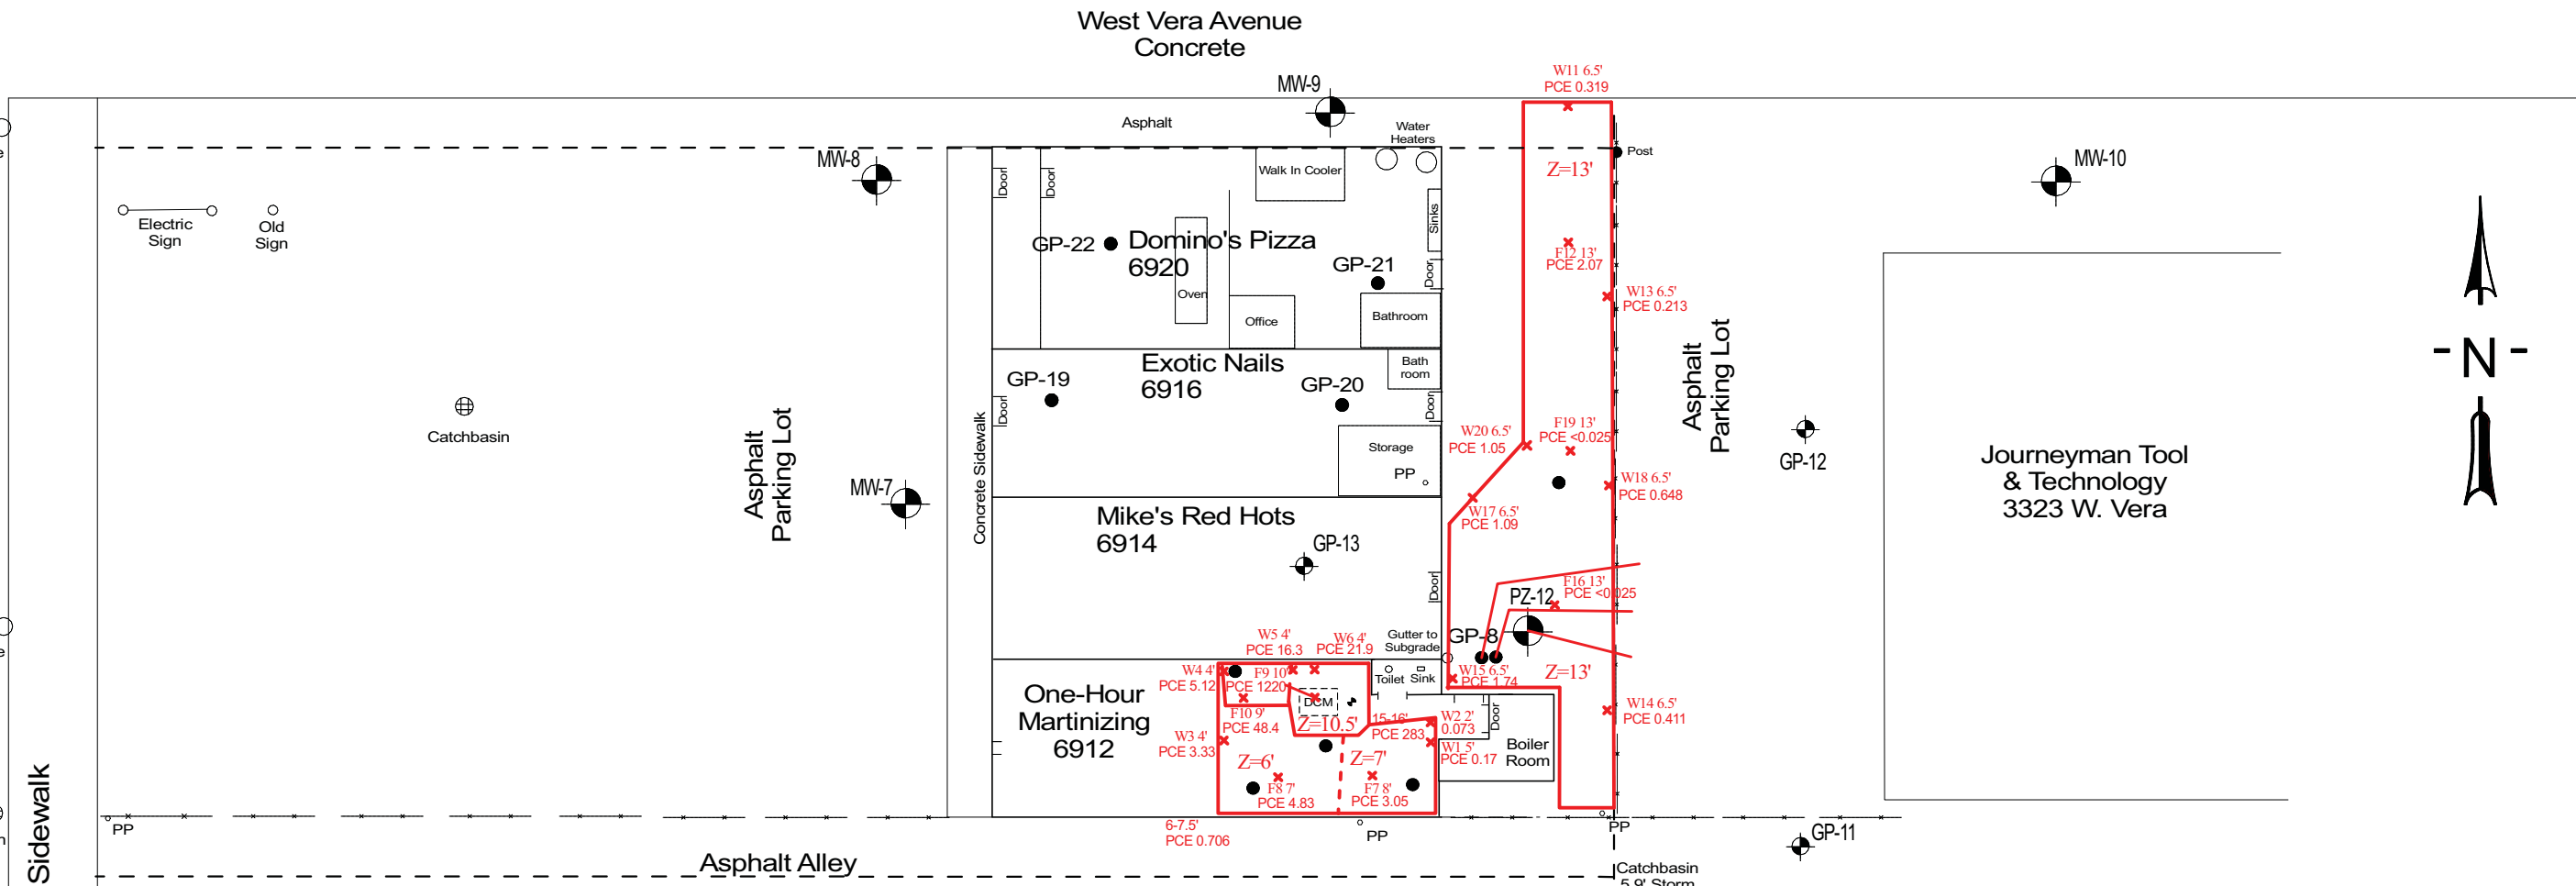 West Vera Avenue
Concrete
W11 6.5'
PCE 0.319
MW-9
Asphalt
Water
Heaters
MW-8
Post
MW-10
Door
Door
Walk In Cooler
Z=13'
Electric
Sign
Old
Sign
Sinks
GP-22
Domino's Pizza
6920
F12 13'
PCE 2.07
GP-21
Door
Oven
W13 6.5'
PCE 0.213
Office
Bathroom
Asphalt
Parking Lot
N
Exotic Nails
6916
Bath
room
GP-19
GP-20
Door
Door
Catchbasin
Asphalt
Parking Lot
Concrete Sidewalk
W20 6.5'
PCE 1.05
F19 13'
PCE <0.025
GP-12
Storage
PP
Journeyman Tool
& Technology
3323 W. Vera
MW-7
W18 6.5'
PCE 0.648
Mike's Red Hots
6914
W17 6.5'
PCE 1.09
GP-13
Door
F16 13'
PCE <0.025
PZ-12
GP-8
Gutter to
Subgrade
W5 4'
PCE 16.3
W6 4'
PCE 21.9
W4 4'
PCE 5.12
F9 10'
PCE 1220
Toilet
Sink
W15 6.5'
PCE 1.74
Z=13'
One-Hour
Martinizing
6912
DCM
F10 9'
PCE 48.4
Z=10.5'
15-16'
PCE 283
W2 2'
0.073
Door
W14 6.5'
PCE 0.411
W3 4'
PCE 3.33
W1 5'
PCE 0.17
Boiler
Room
Z=6'
Z=7'
F8 7'
PCE 4.83
F7 8'
PCE 3.05
Sidewalk
PP
6-7.5'
PCE 0.706
PP
PP
GP-11
Asphalt Alley
Catchbasin
5.9' Storm